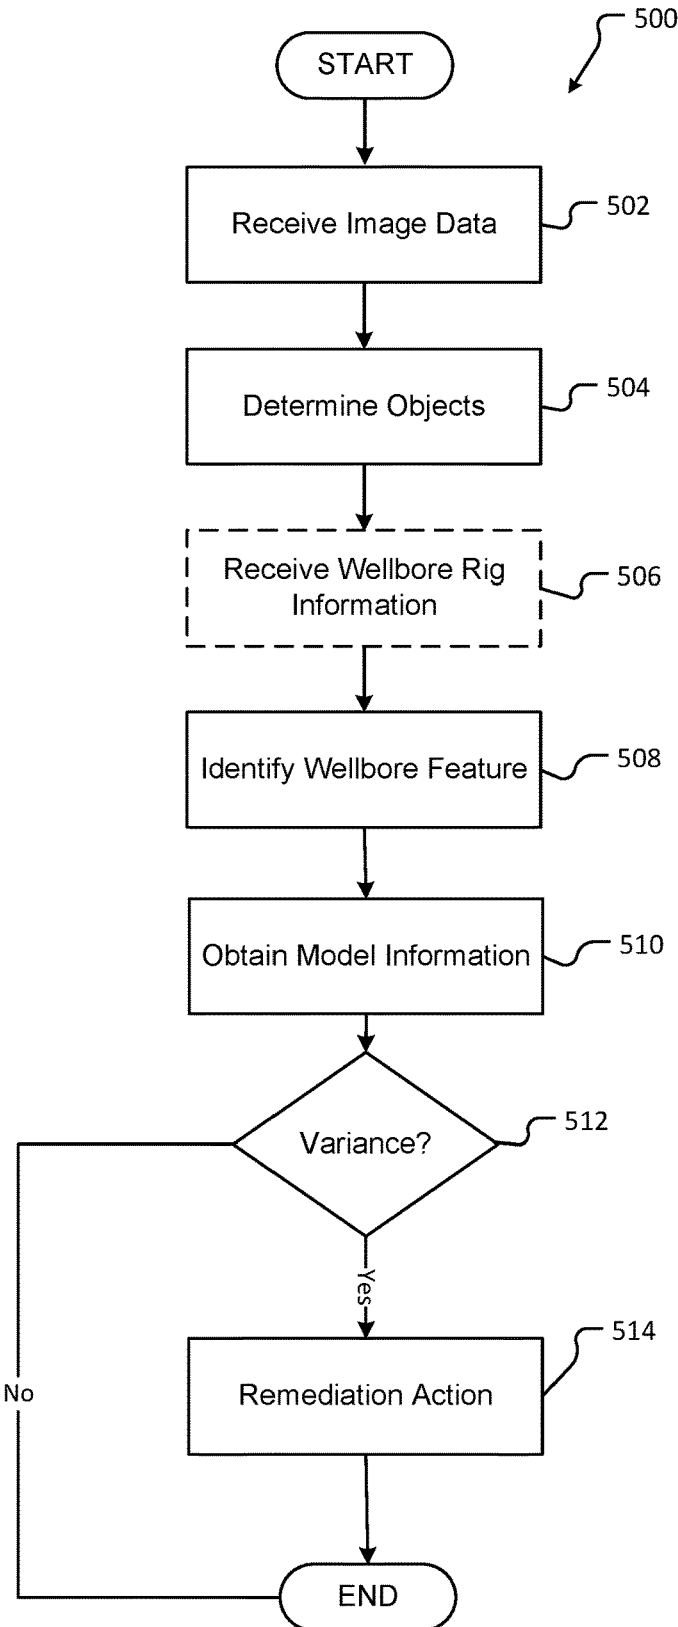 500
START
Receive Image Data
502
Determine Objects
504
Receive Wellbore Rig
Information
506
Identify Wellbore Feature
508
Obtain Model Information
510
Variance?
512
Yes
Remediation Action
514
No
END